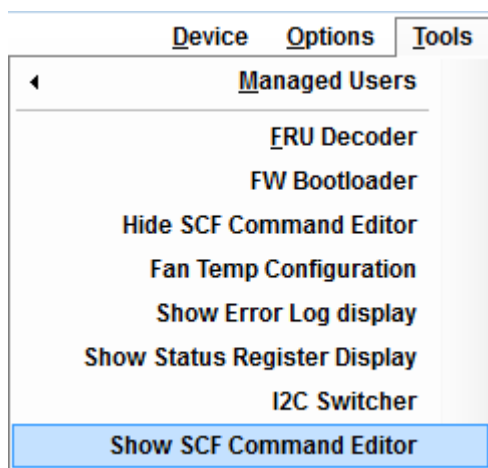 Device Options Tools
Managed Users
FRU Decoder
FW Bootloader
Hide SCF Command Editor
Fan Temp Configuration
Show Error Log display
Show Status Register Display
I2C Switcher
Show SCF Command Editor